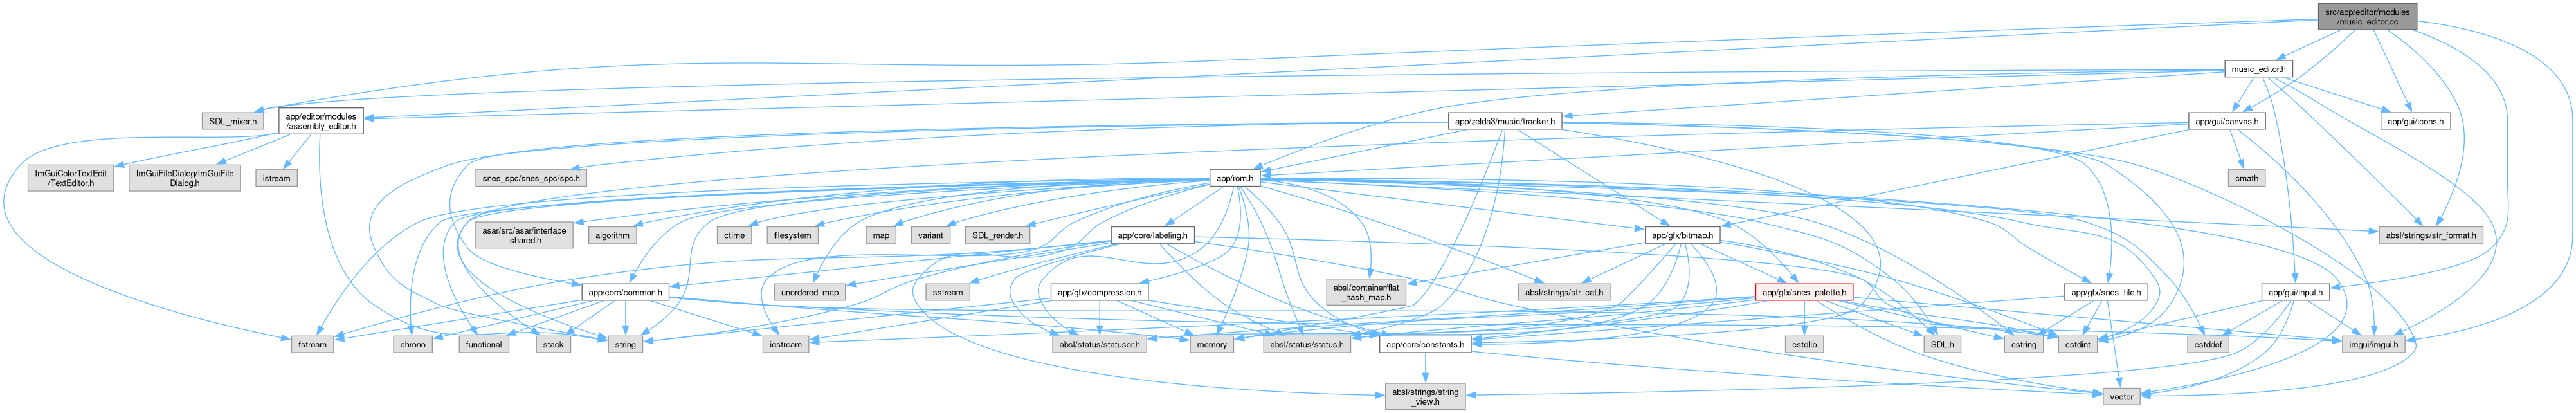 src/app/editor/modules
/music_editor.cc
music_editor.h
SDL_mixer.h
app/editor/modules
/assembly_editor.h
app/zelda3/music/tracker.h
app/gui/canvas.h
app/gui/icons.h
ImGuiColorTextEdit
/TextEditor.h
ImGuiFileDialog/ImGuiFile
Dialog.h
istream
snes_spc/snes_spc/spc.h
app/rom.h
cmath
asar/src/asar/interface
-shared.h
algorithm
ctime
filesystem
map
variant
SDL_render.h
app/core/labeling.h
app/gfx/bitmap.h
absl/strings/str_format.h
unordered_map
sstream
app/core/common.h
app/gfx/compression.h
absl/container/flat
_hash_map.h
absl/strings/str_cat.h
app/gfx/snes_palette.h
app/gfx/snes_tile.h
app/gui/input.h
fstream
chrono
functional
stack
string
iostream
absl/status/statusor.h
memory
absl/status/status.h
app/core/constants.h
cstdlib
SDL.h
cstring
cstdint
cstddef
imgui/imgui.h
absl/strings/string
_view.h
vector